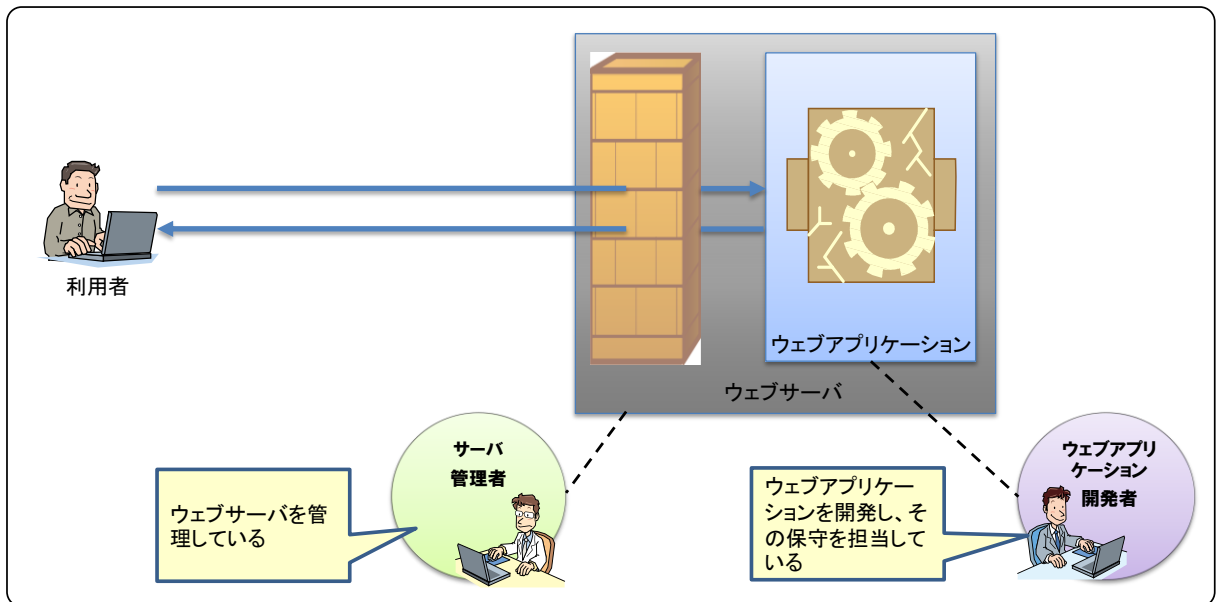 利用者
ウェブアプリケーション
ウェブサーバ
サーバ
管理者
ウェブサーバを管
理している
ウェブアプリケー
ションを開発し、そ
の保守を担当して
いる
ウェブアプリ
ケーション
開発者